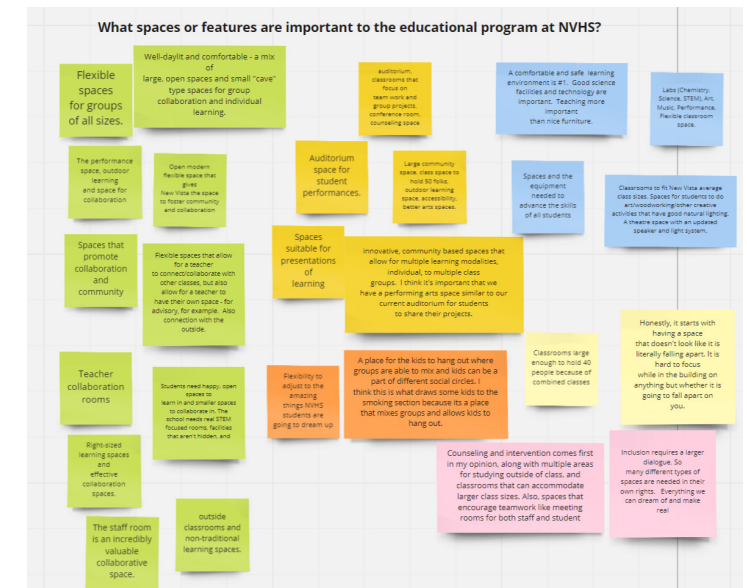 What spaces or features are important to the educational program at NVHS?
Flexible
spaces
for groups
of all sizes.
Well-daylit and comfortable - a mix
of
large, open spaces and small "cave"
type spaces for group
collaboration and individual
learning.
auditorium,
classrooms that
focus on
team work and
group projects,
conference room,
counseling space
A comfortable and safe learning
environment is #1. Good science
facilities and technology are
important. Teaching more
important
than nice furniture.
Labs (Chemistry,
Science, STEM), Art,
Music, Performance,
Flexible classroom
space.
The performance
space, outdoor
learning
and space for
collaboration
Open modern
flexible space that
gives
New Vista the space
to foster community
and collaboration
Auditorium
space for
student
performances.
Large community
space, class space to
hold 50 folks,
outdoor learning
space, accessibility,
better arts spaces.
Spaces and the
equipment
needed to
advance the skills
of all students
Classrooms to fit New Vista average
class sizes. Spaces for students to do
art/woodworking/other creative
activities that have good natural lighting.
A theatre space with an updated
speaker and light system.
Spaces that
promote
collaboration
and
community
Flexible spaces that allow
for a teacher
to connect/collaborate with
other classes, but also
allow for a teacher to
have their own space - for
advisory, for example. Also
connection with the
outside.
Spaces
suitable for
presentations
of
learning
innovative, community based spaces that
allow for multiple learning modalities,
individual, to multiple class
groups. I think it's important that we
have a performing arts space similar to our
current auditorium for students
to share their projects.
Honestly, it starts with
having a space
that doesn't look like it is
literally falling apart. It is
hard to focus
while in the building on
anything but whether it is
going to fall apart on
you.
Classrooms large
enough to hold 40
people because of
combined classes
Teacher
collaboration
rooms
Students need happy, open
spaces to
learn in and smaller spaces
to collaborate in. The
school needs real STEM
focused rooms, facilities
that aren't hidden, and
Flexibility to
adjust to the
amazing
things NVHS
students are
going to dream up
A place for the kids to hang out where
groups are able to mix and kids can be a
part of different social circles. I
think this is what draws some kids to the
smoking section because its a place
that mixes groups and allows kids to
hang out.
Right-sized
learning spaces
and
effective
collaboration
spaces.
Counseling and intervention comes first
in my opinion, along with multiple areas
for studying outside of class, and
classrooms that can accommodate
larger class sizes. Also, spaces that
encourage teamwork like meeting
rooms for both staff and student
Inclusion requires a larger
dialogue. So
many different types of
spaces are needed in their
own rights. Everything we
can dream of and make
real
The staff room
is an incredibly
valuable
collaborative
space.
outside
classrooms and
non-traditional
learning spaces.